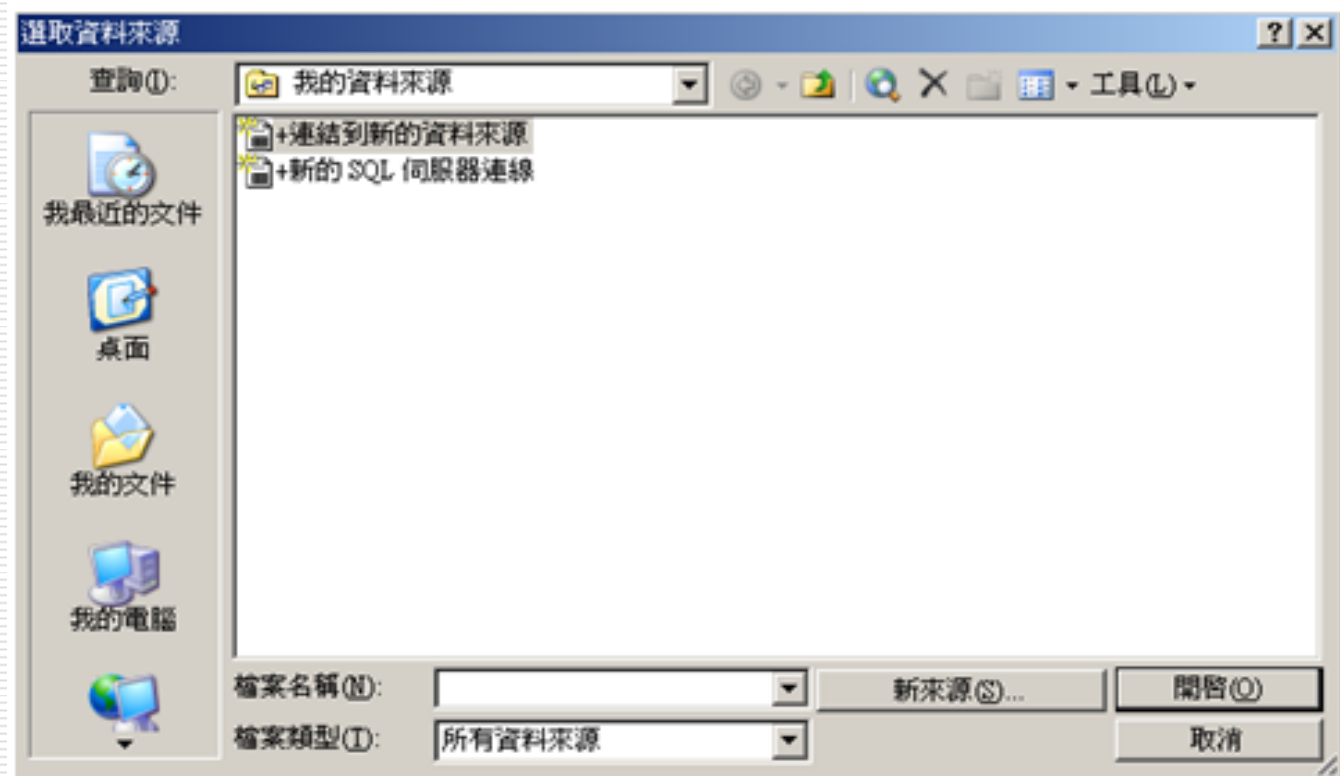 選取資料來源
查詢(I):
我的資料來源
工具(L)
+連結到新的資料來源
+新的 SQL 伺服器連線
我最近的文件
桌面
我的文件
我的電腦
檔案名稱(N):
新來源(S)...
開啟(O)
檔案類型(T):
所有資料來源
取消